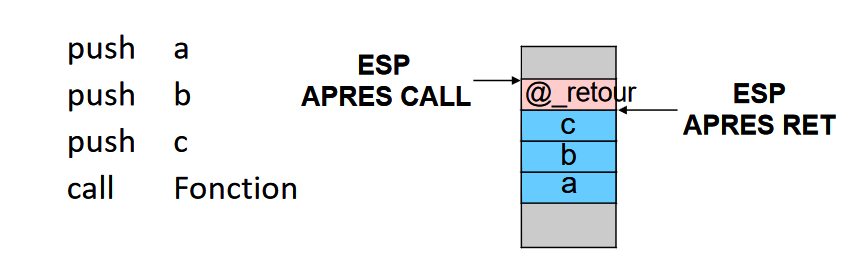 push a
push b
push c
call Fonction
ESP
APRES CALL
@_retour
c
b
a
ESP
APRES RET